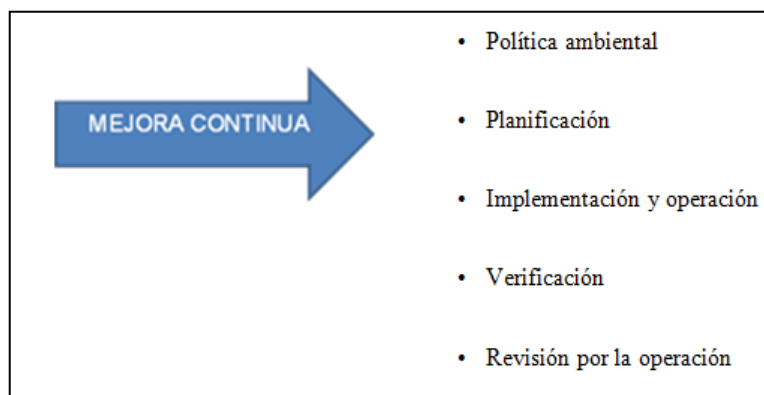 MEJORA CONTINUA
• Política ambiental
• Planificación
• Implementación y operación
• Verificación
• Revisión por la operación